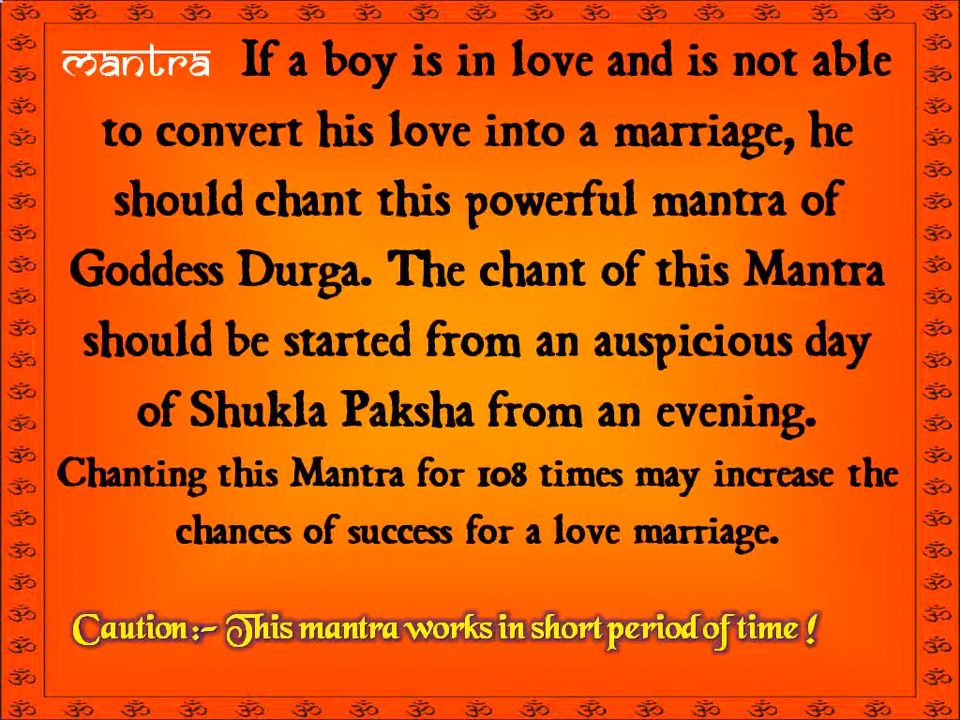 mantra If a boy is in love and is not able
to convert his love into a marriage, he
should chant this powerful mantra of
Goddess Durga. The chant of this Mantra
should be started from an auspicious day
of Shukla Paksha from an evening.
Chanting this Mantra for 108 times may increase the
chances of success for a love marriage.
Caution :- This mantra works in short period of time !